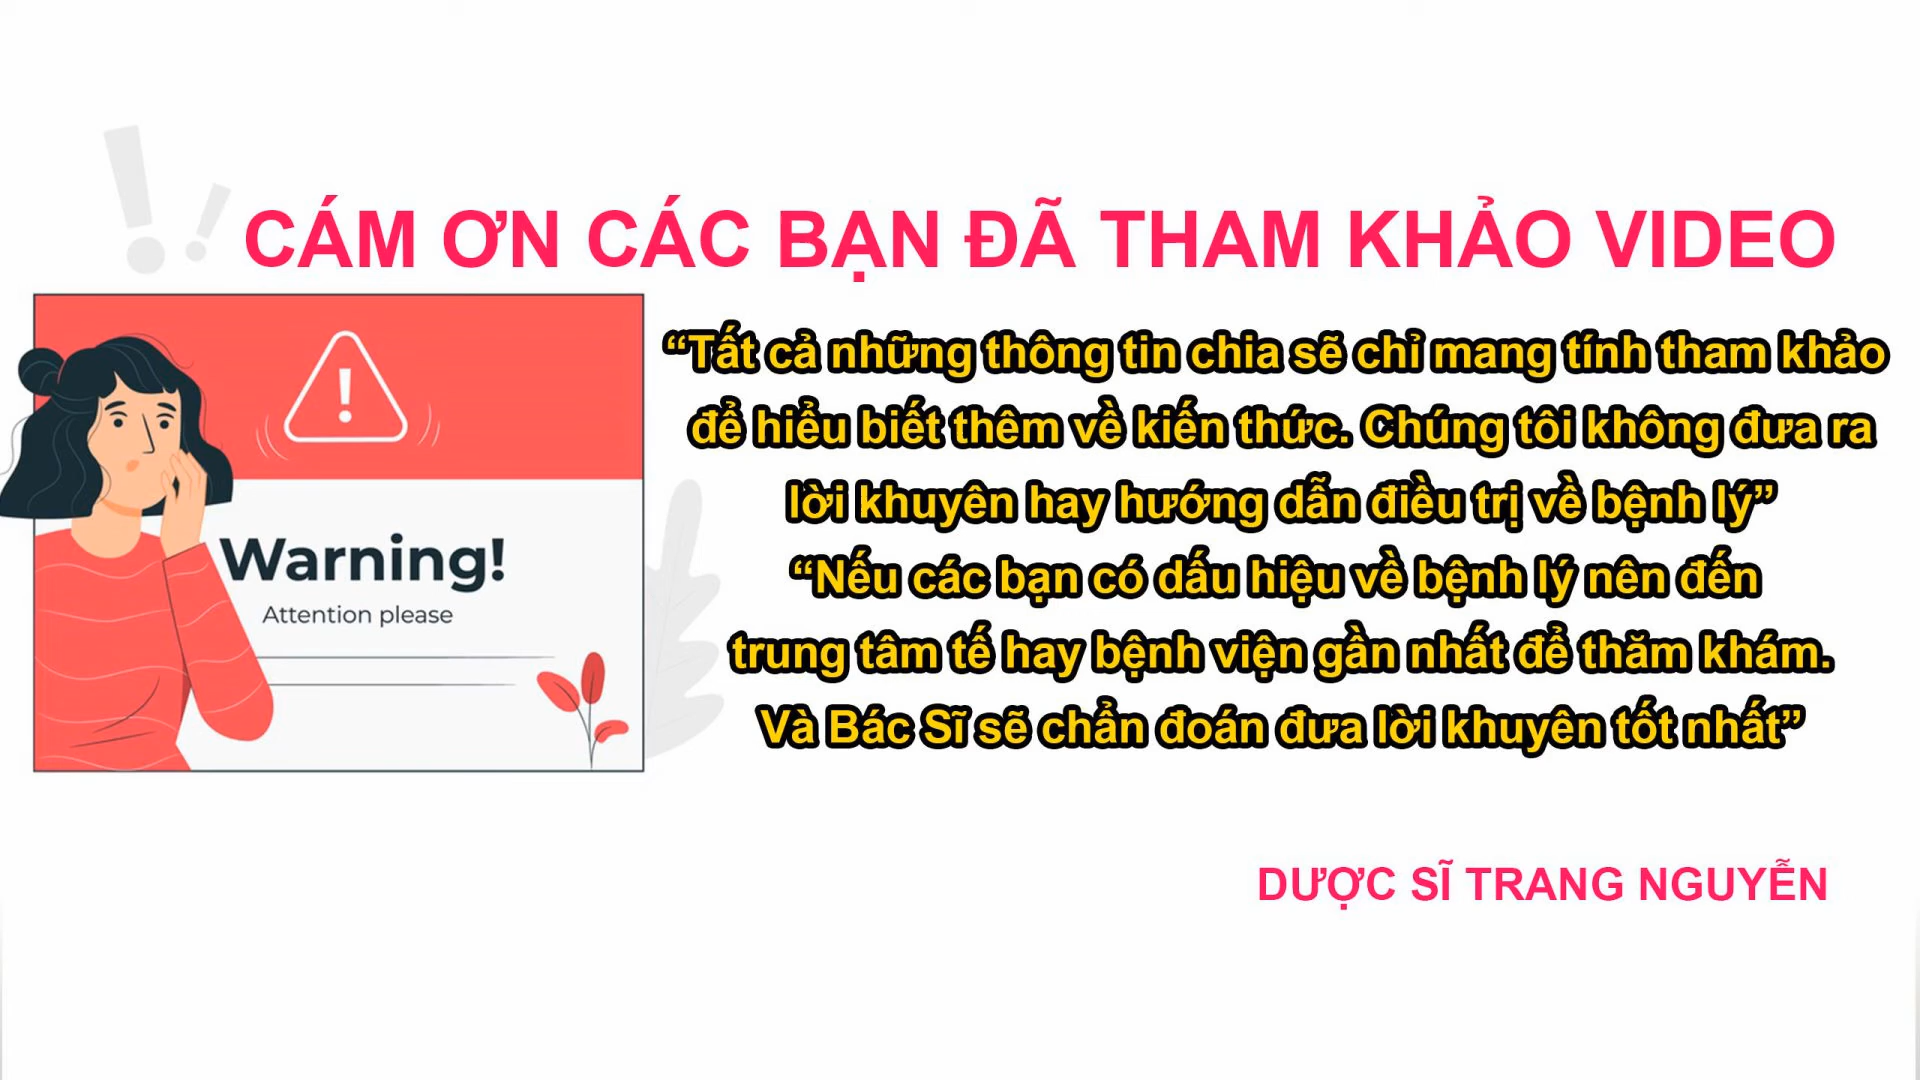 CÁM ƠN CÁC BẠN ĐÃ THAM KHẢO VIDEO
“Tất cả những thông tin chia sẽ chỉ mang tính tham khảo
để hiểu biết thêm về kiến thức. Chúng tôi không đưa ra
lời khuyên hay hướng dẫn điều trị về bệnh lý”
“Nếu các bạn có dấu hiệu về bệnh lý nên đến
trung tâm tế hay bệnh viện gần nhất để thăm khám.
Và Bác Sĩ sẽ chẩn đoán đưa lời khuyên tốt nhất”
Warning!
Attention please
DƯỢC SĨ TRANG NGUYỄN